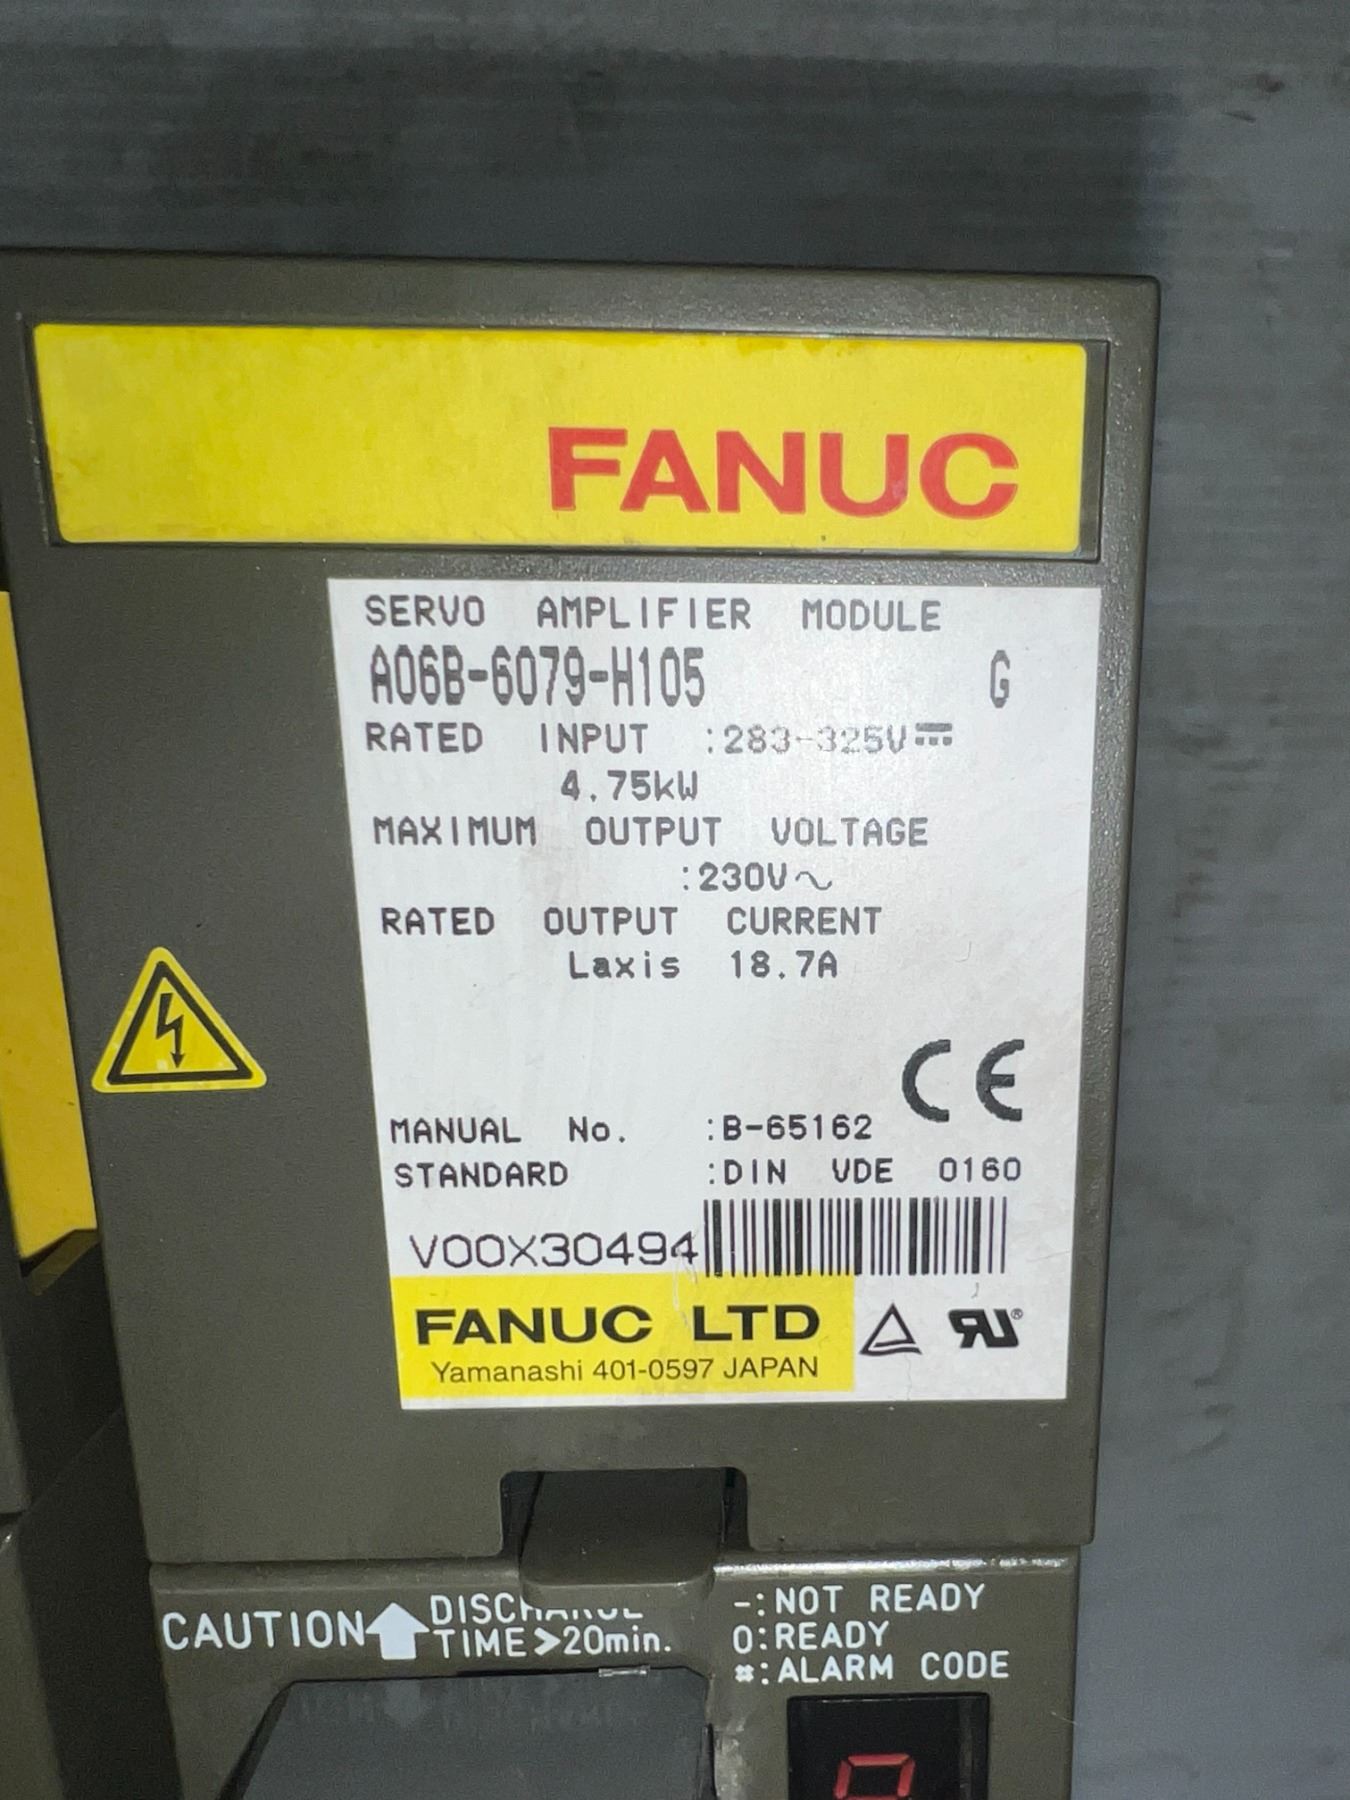 FANUC
SERVO AMPLIFIER MODULE
A06B-6079-H105 G
RATED INPUT :283-325V⎓
4.75kW
MAXIMUM OUTPUT VOLTAGE
:230V~
RATED OUTPUT CURRENT
Laxis 18.7A
CE
MANUAL No. :B-65162
STANDARD :DIN VDE 0160
V00X30494
FANUC LTD
Yamanashi 401-0597 JAPAN
CAUTION DISCHARGE
TIME>20min.
-:NOT READY
0:READY
#:ALARM CODE